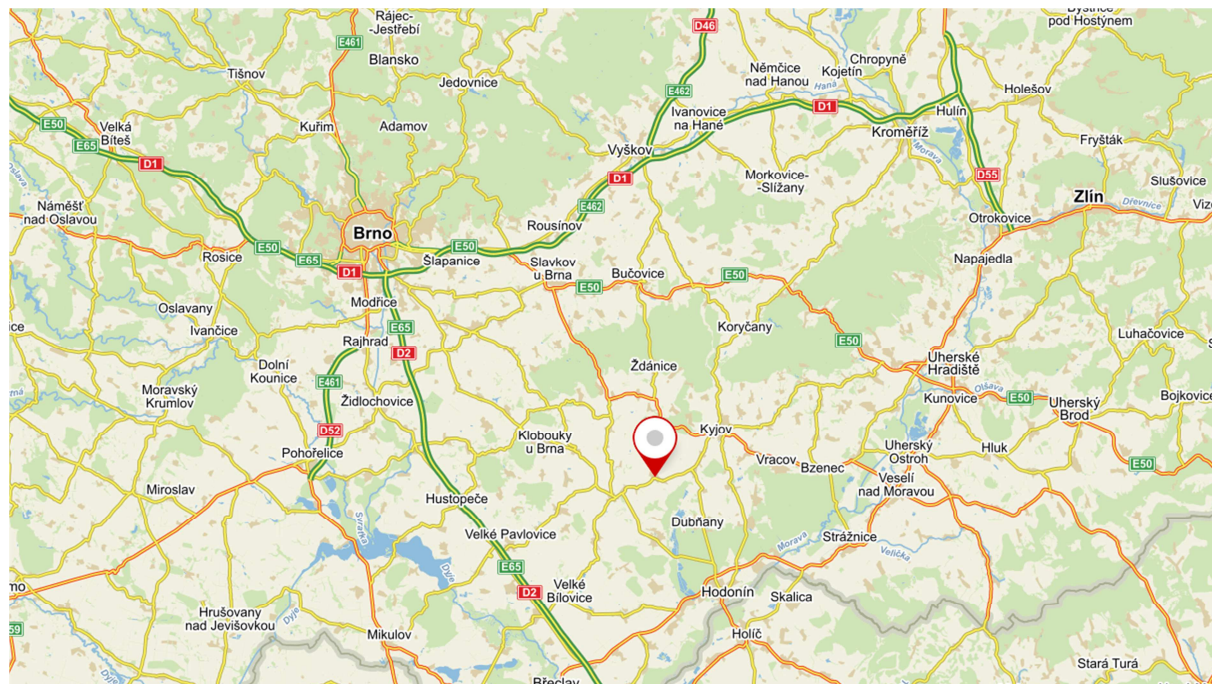 Rájec-
-Jestřebí
D46
pod Hostýnem
E461
Blansko
Tišnov
Jedovnice
Němčice
nad Hanou
Kojetín
Chropyně
Haná
E462
D1
Holešov
Hulín
E50
Velká
Bíteš
E65
D1
Kuřim
Adamov
Ivanovice
na Hané
Kroměříž
Morava
Fryšták
Vyškov
D1
Morkovice-
-Slížany
D55
Oslava
Náměšť
nad Oslavou
E462
Zlín
Slušovice
Dřevnice
Otrokovice
Brno
Rousínov
E50
Rosice
E50
E65
D1
Šlapanice
Slavkov
u Brna
E50
Bučovice
E50
Napajedla
Oslavany
Modřice
Ivančice
E65
Koryčany
Rajhrad
D2
E50
Luhačovice
Dolní
Kounice
Ždánice
Uherské
Hradiště
Moravský
Krumlov
E461
Židlochovice
Kunovice
Olšava
E50
Uherský
Brod
Bojkovice
D52
Kyjov
Klobouky
u Brna
Pohořelice
Vracov
Bzenec
Uherský
Ostroh
Hluk
E50
Veselí
nad Moravou
Miroslav
Hustopeče
Dubňany
Svratka
Velké Pavlovice
Morava
Strážnice
Velička
Dyje
E65
D2
Velké
Bílovice
Hodonín
Skalica
Hrušovany
nad Jevišovkou
Dyje
Mikulov
Holíč
Stará Turá
Břeclav